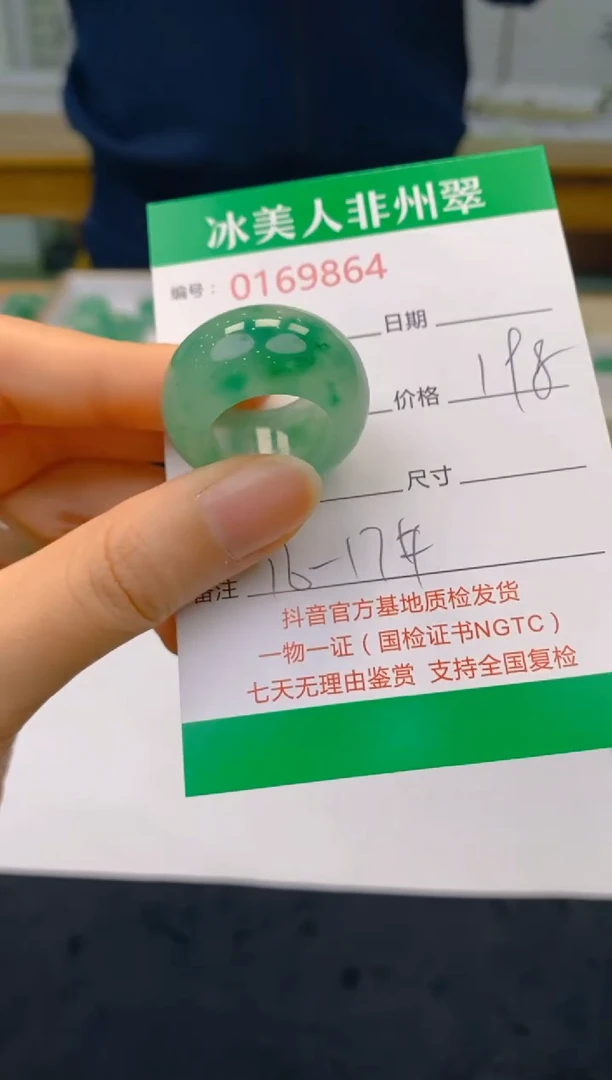 冰美人非州翠
编号： 0169864
日期
价格 198
尺寸
备注 16-17
抖音官方基地质检发货
一物一证（国检证书NGTC）
七天无理由鉴赏 支持全国复检